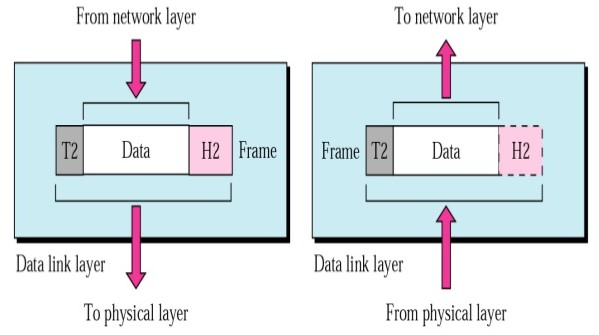 From network layer
T2
Data
H2
Frame
Data link layer
To physical layer
To network layer
Frame
T2
Data
H2
Data link layer
From physical layer